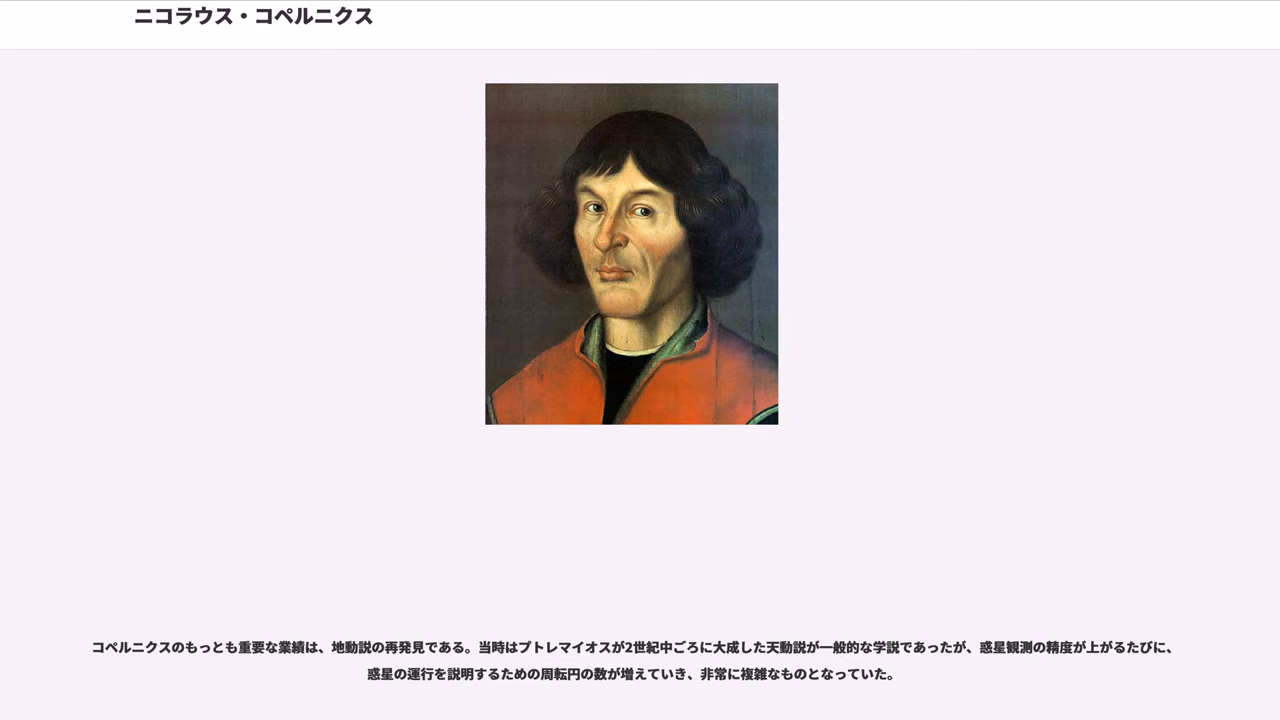 ニコラウス・コペルニクス
コペルニクスのもっとも重要な業績は、地動説の再発見である。当時はプトレマイオスが2世紀中ごろに大成した天動説が一般的な学説であったが、惑星観測の精度が上がるたびに、
惑星の運行を説明するための周転円の数が増えていき、非常に複雑なものとなっていた。